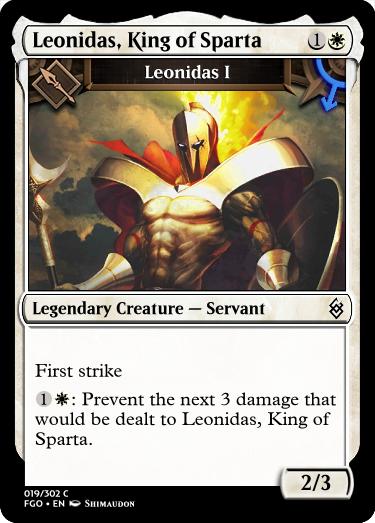 Leonidas, King of Sparta 1
Leonidas I
Legendary Creature — Servant
First strike
1 : Prevent the next 3 damage that
would be dealt to Leonidas, King of
Sparta.
2/3
019/302 C
FGO • EN Shimaudon